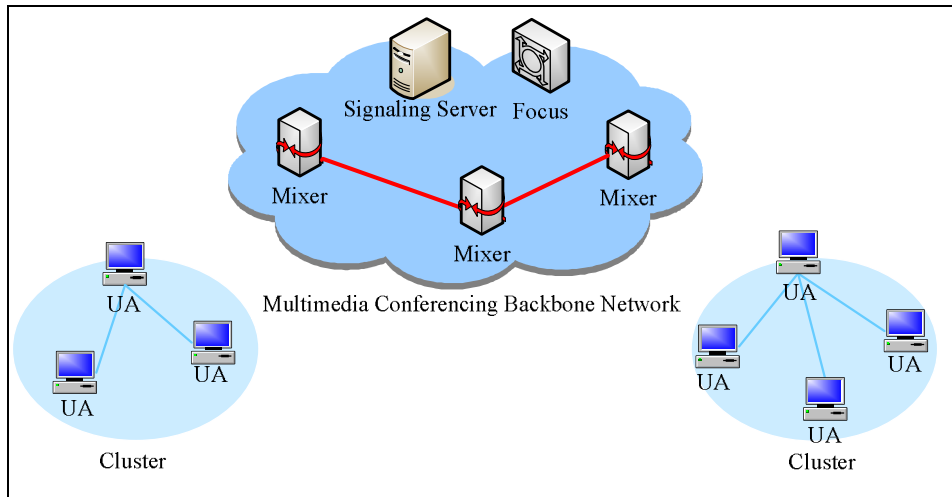 Signaling Server
Focus
Mixer
Mixer
Mixer
Multimedia Conferencing Backbone Network
UA
UA
UA
Cluster
UA
UA
UA
UA
Cluster